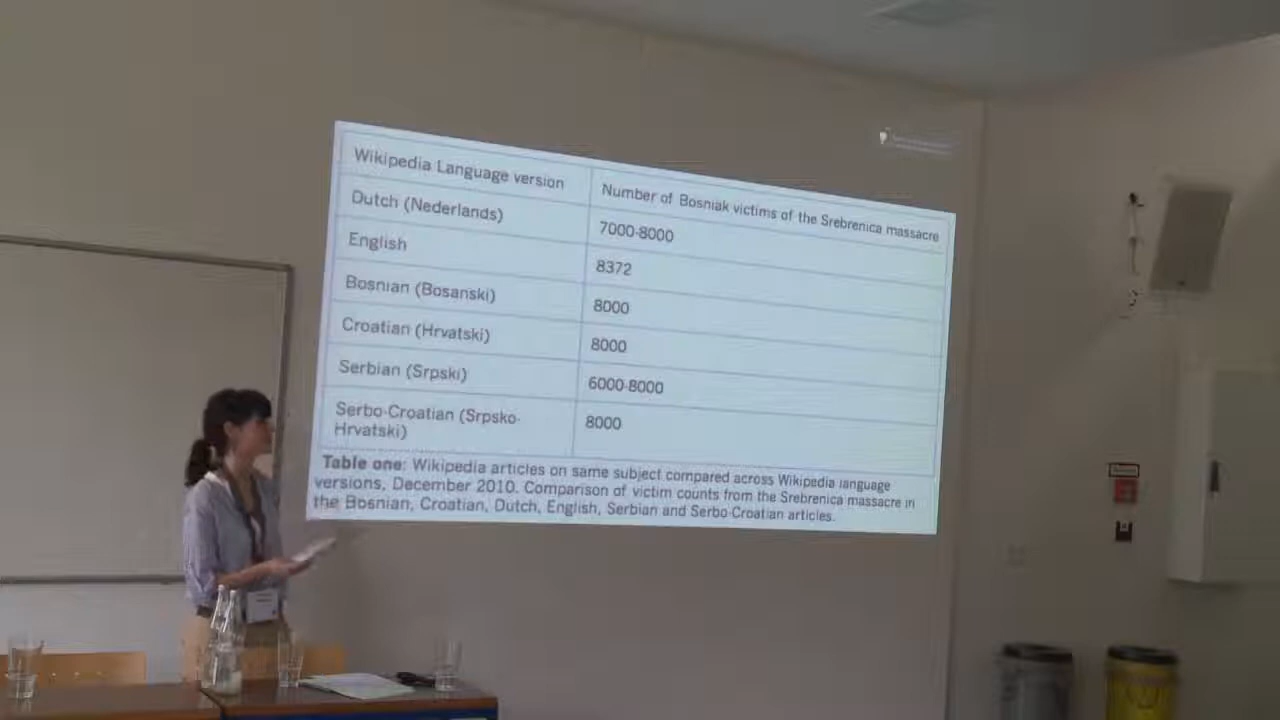 Wikipedia Language version
Number of Bosniak victims of the Srebrenica massacre
Dutch (Nederlands)
7000-8000
English
8372
Bosnian (Bosanski)
8000
Croatian (Hrvatski)
8000
Serbian (Srpski)
6000-8000
Serbo-Croatian (Srpsko-
Hrvatski)
8000
Table one: Wikipedia articles on same subject compared across Wikipedia language
versions, December 2010. Comparison of victim counts from the Srebrenica massacre in
the Bosnian, Croatian, Dutch, English, Serbian and Serbo-Croatian articles.